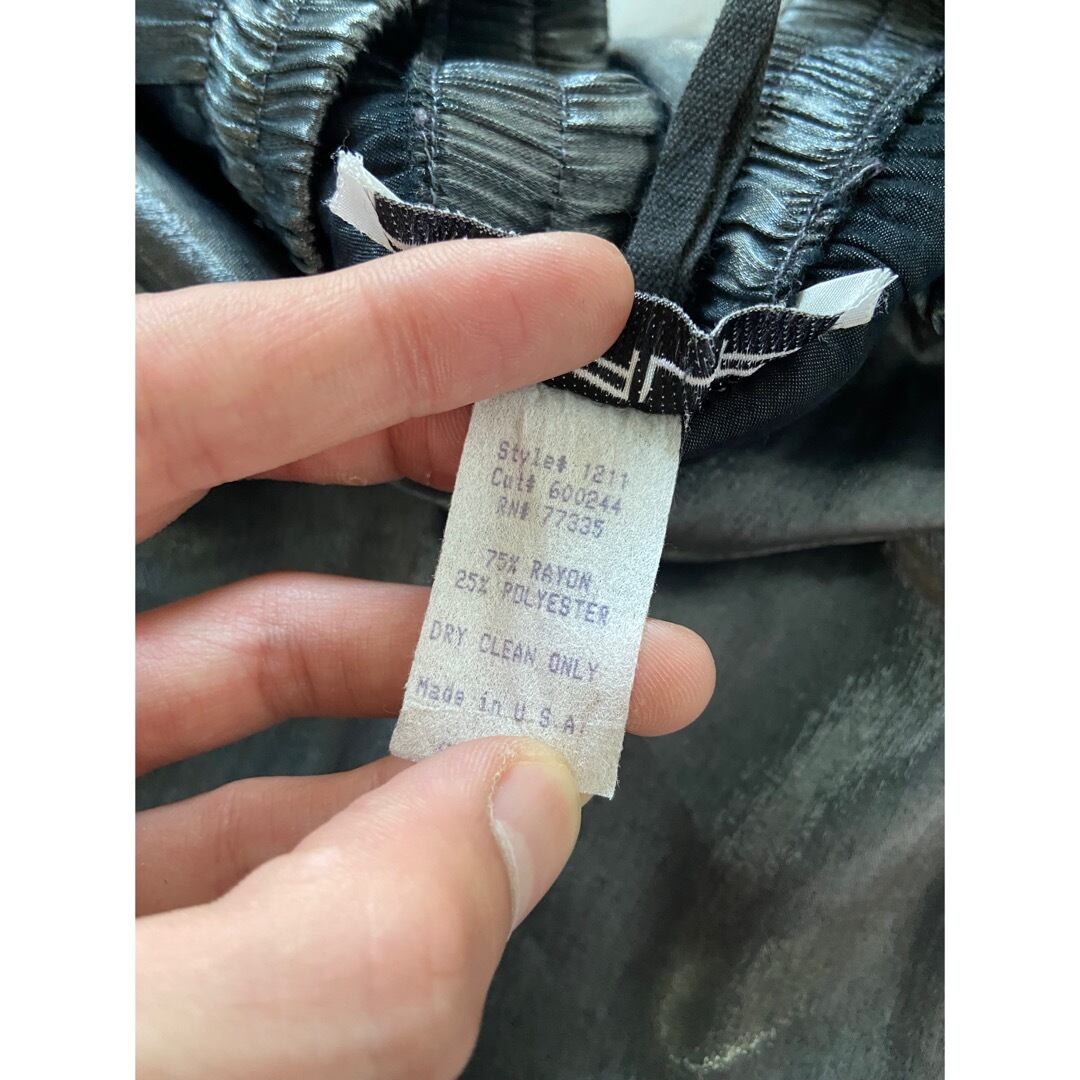 Style# 1211
Cut# 600244
RN# 77335
75% RAYON
25% POLYESTER
DRY CLEAN ONLY
Made in U S A